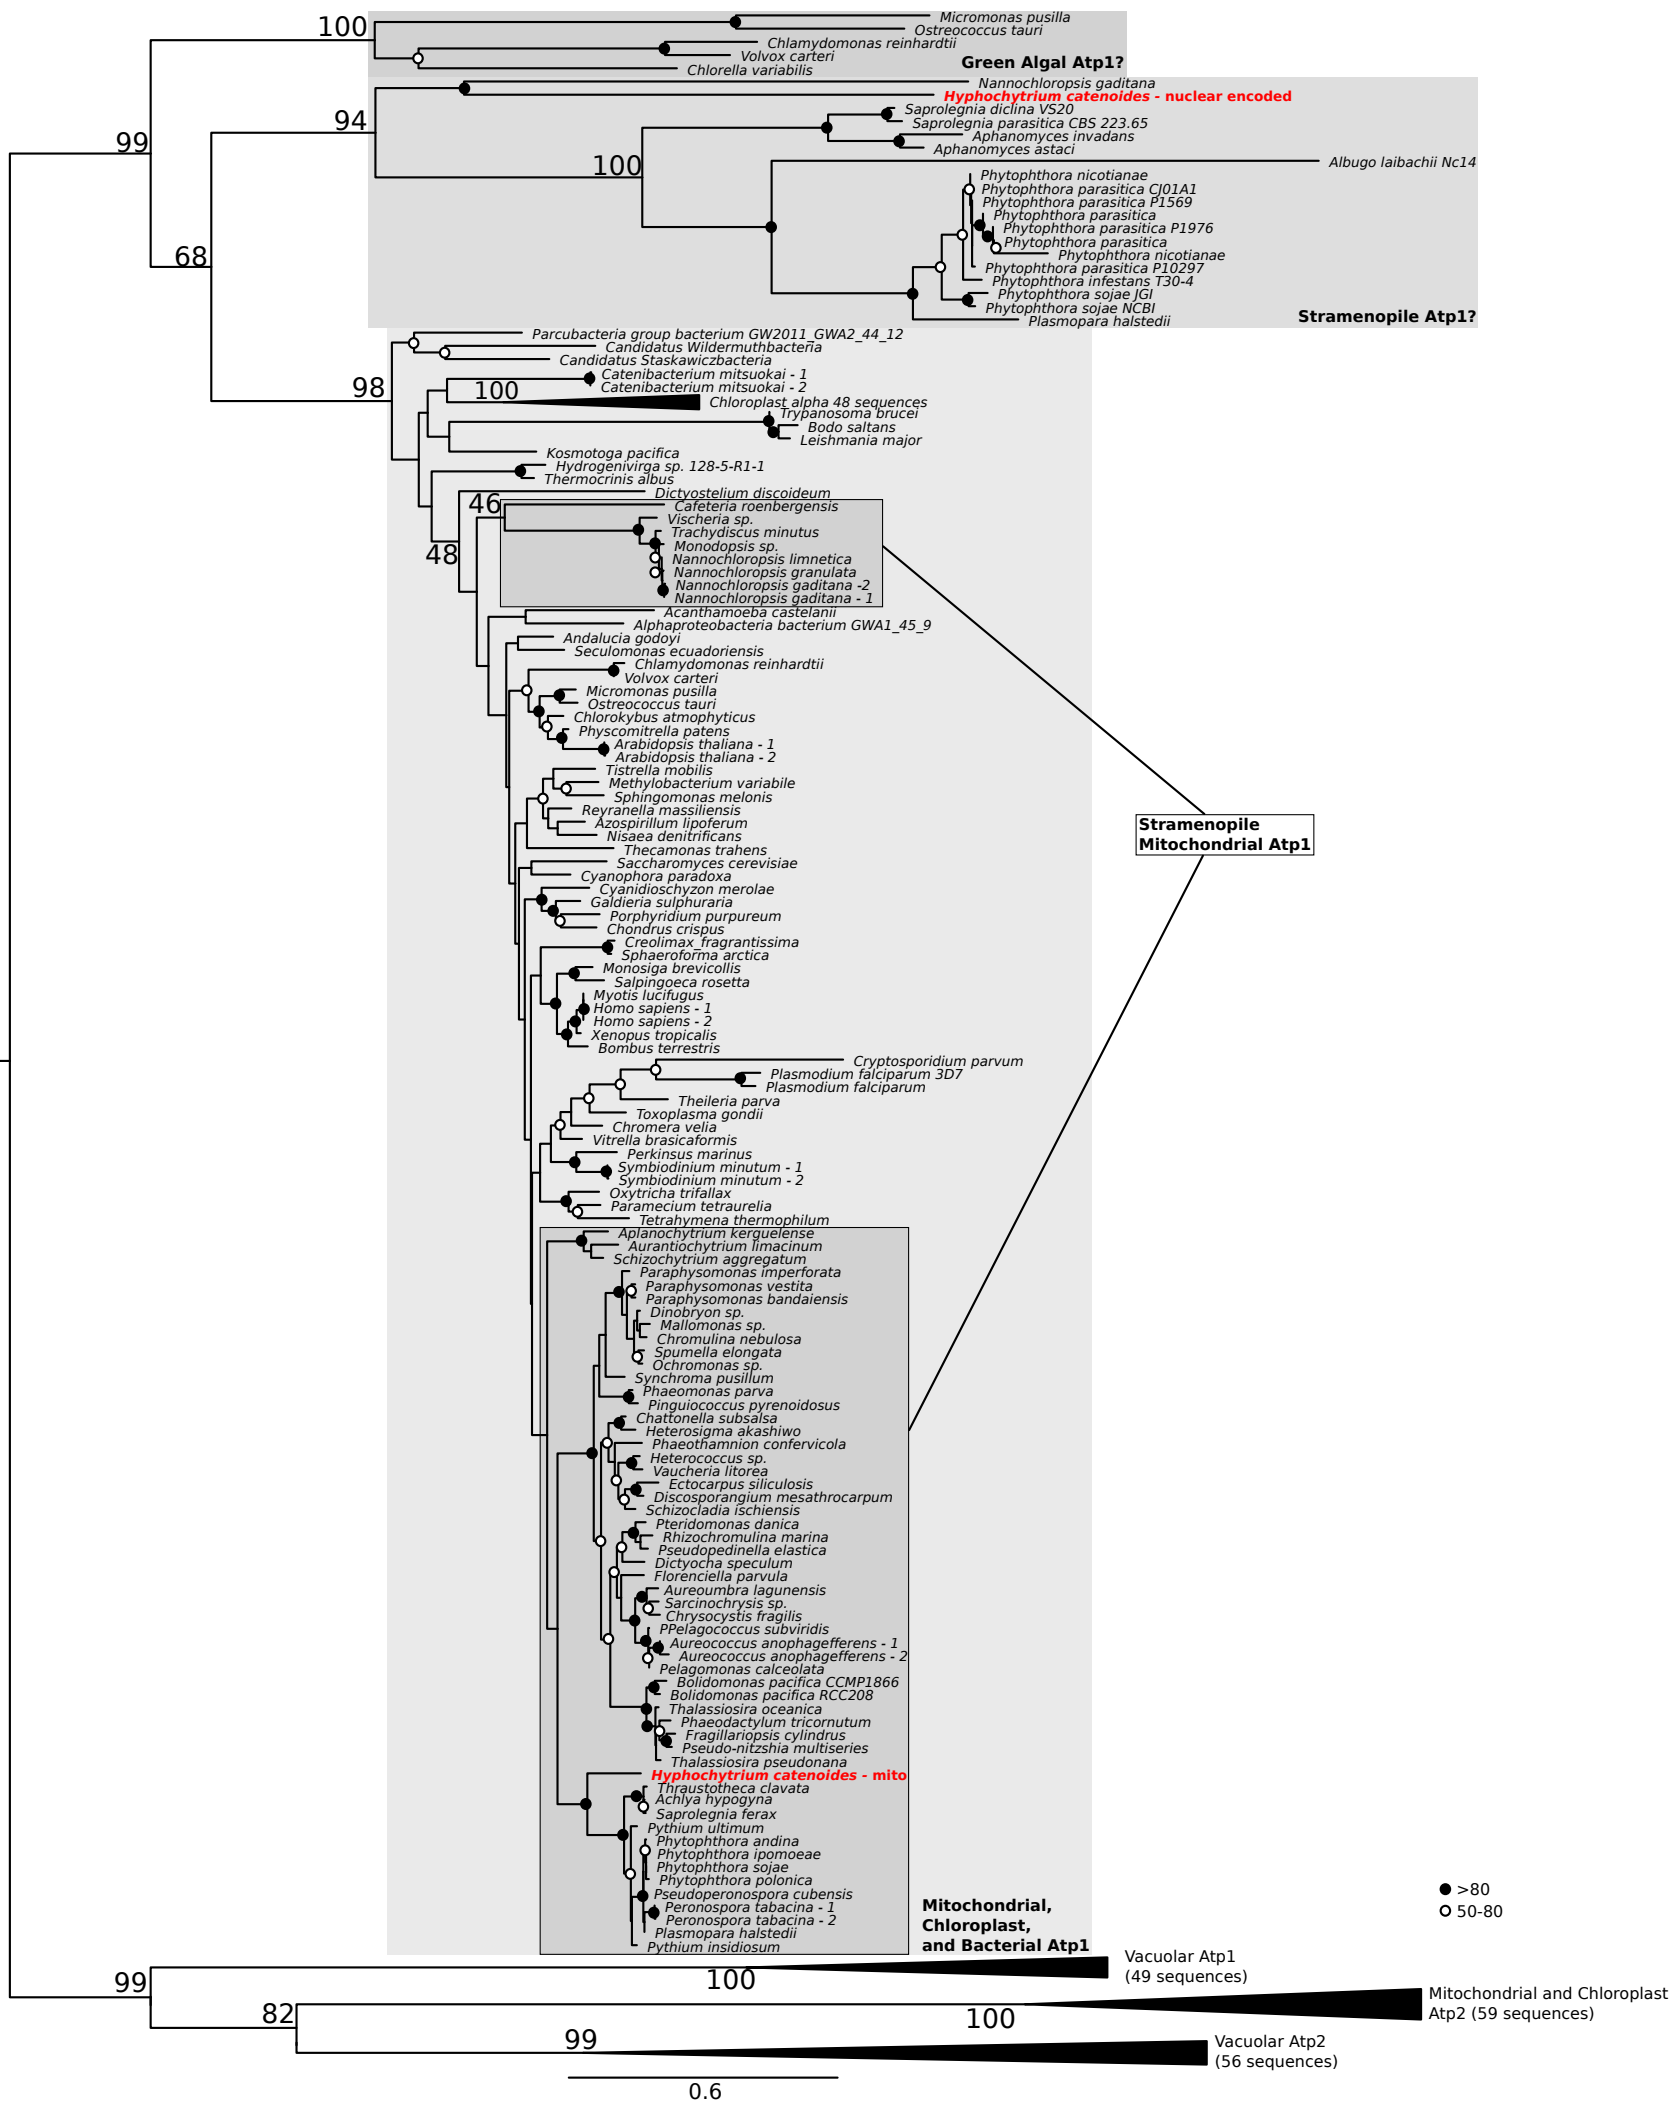 Micromonas pusilla
100
Ostreococcus tauri
Chlamydomonas reinhardtii
Volvox carteri
Green Algal Atp1?
Chlorella variabilis
Nannochloropsis gaditana
Hyphochytrium catenoides - nuclear encoded
Saprolegnia diclina VS20
94
Saprolegnia parasitica CBS 223.65
Aphanomyces invadans
99
Aphanomyces astaci
100
Albugo laibachii Nc14
Phytophthora nicotianae
Phytophthora parasitica CJ01A1
Phytophthora parasitica P1569
Phytophthora parasitica
Phytophthora parasitica P1976
Phytophthora parasitica
68
Phytophthora nicotianae
Phytophthora parasitica P10297
Phytophthora infestans T30-4
Phytophthora sojae JGI
Phytophthora sojae NCBI
Stramenopile Atp1?
Plasmopara halstedii
Parcubacteria group bacterium GW2011_GWA2_44_12
Candidatus Wildermuthbacteria
Candidatus Staskawiczbacteria
Catenibacterium mitsuokai - 1
98
Catenibacterium mitsuokai - 2
100
Chloroplast alpha 48 sequences
Trypanosoma brucei
Bodo saltans
Leishmania major
Kosmotoga pacifica
Hydrogenivirga sp. 128-5-R1-1
Thermocrinis albus
Dictyostelium discoideum
46
Cafeteria roenbergensis
Vischeria sp.
Trachydiscus minutus
Monodopsis sp.
48
Nannochloropsis limnetica
Nannochloropsis granulata
Nannochloropsis gaditana -2
Nannochloropsis gaditana - 1
Acanthamoeba castelanii
Alphaproteobacteria bacterium GWA1_45_9
Andalucia godoyi
Seculomonas ecuadoriensis
Chlamydomonas reinhardtii
Volvox carteri
Micromonas pusilla
Ostreococcus tauri
Chlorokybus atmophyticus
Physcomitrella patens
Arabidopsis thaliana - 1
Arabidopsis thaliana - 2
Tistrella mobilis
Methylobacterium variabile
Sphingomonas melonis
Reyranella massiliensis
Azospirillum lipoferum
Nisaea denitrificans
Stramenopile
Mitochondrial Atp1
Thecamonas trahens
Saccharomyces cerevisiae
Cyanophora paradoxa
Cyanidioschyzon merolae
Galdieria sulphuraria
Porphyridium purpureum
Chondrus crispus
Creolimax_fragrantissima
Sphaeroforma arctica
Monosiga brevicollis
Salpingoeca rosetta
Myotis lucifugus
Homo sapiens - 1
Homo sapiens - 2
Xenopus tropicalis
Bombus terrestris
Cryptosporidium parvum
Plasmodium falciparum 3D7
Plasmodium falciparum
Theileria parva
Toxoplasma gondii
Chromera velia
Vitrella brasicaformis
Perkinsus marinus
Symbiodinium minutum - 1
Symbiodinium minutum - 2
Oxytricha trifallax
Paramecium tetraurelia
Tetrahymena thermophilum
Aplanochytrium kerguelense
Aurantiochytrium limacinum
Schizochytrium aggregatum
Paraphysomonas imperforata
Paraphysomonas vestita
Paraphysomonas bandaiensis
Dinobryon sp.
Mallomonas sp.
Chromulina nebulosa
Spumella elongata
Ochromonas sp.
Synchroma pusillum
Phaeomonas parva
Pinguiococcus pyrenoidosus
Chattonella subsalsa
Heterosigma akashiwo
Phaeothamnion confervicola
Heterococcus sp.
Vaucheria litorea
Ectocarpus siliculosis
Discosporangium mesathrocarpum
Schizocladia ischiensis
Pteridomonas danica
Rhizochromulina marina
Pseudopedinella elastica
Dictyocha speculum
Florenciella parvula
Aureoumbra lagunensis
Sarcinochrysis sp.
Chrysocystis fragilis
PPelagococcus subviridis
Aureococcus anophagefferens - 1
Aureococcus anophagefferens - 2
Pelagomonas calceolata
Bolidomonas pacifica CCMP1866
Bolidomonas pacifica RCC208
Thalassiosira oceanica
Phaeodactylum tricornutum
Fragillariopsis cylindrus
Pseudo-nitzshia multiseries
Thalassiosira pseudonana
Hyphochytrium catenoides - mito
Thraustotheca clavata
Achlya hypogyna
Saprolegnia ferax
Pythium ultimum
Phytophthora andina
Phytophthora ipomoeae
Phytophthora sojae
Phytophthora polonica
Pseudoperonospora cubensis
Peronospora tabacina - 1
Peronospora tabacina - 2
Plasmopara halstedii
Pythium insidiosum
Mitochondrial,
Chloroplast,
and Bacterial Atp1
>80
50-80
99
100
Vacuolar Atp1
(49 sequences)
82
100
Mitochondrial and Chloroplast
Atp2 (59 sequences)
99
Vacuolar Atp2
(56 sequences)
0.6